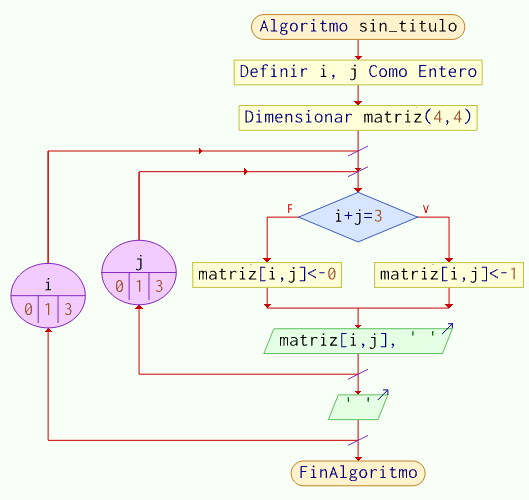 Algoritmo sin_titulo
Definir i, j Como Entero
Dimensionar matriz(4,4)
i+j=3
F
V
i
0 1 3
j
0 1 3
matriz[i,j]<-0
matriz[i,j]<-1
matriz[i,j], ' '
' '
FinAlgoritmo